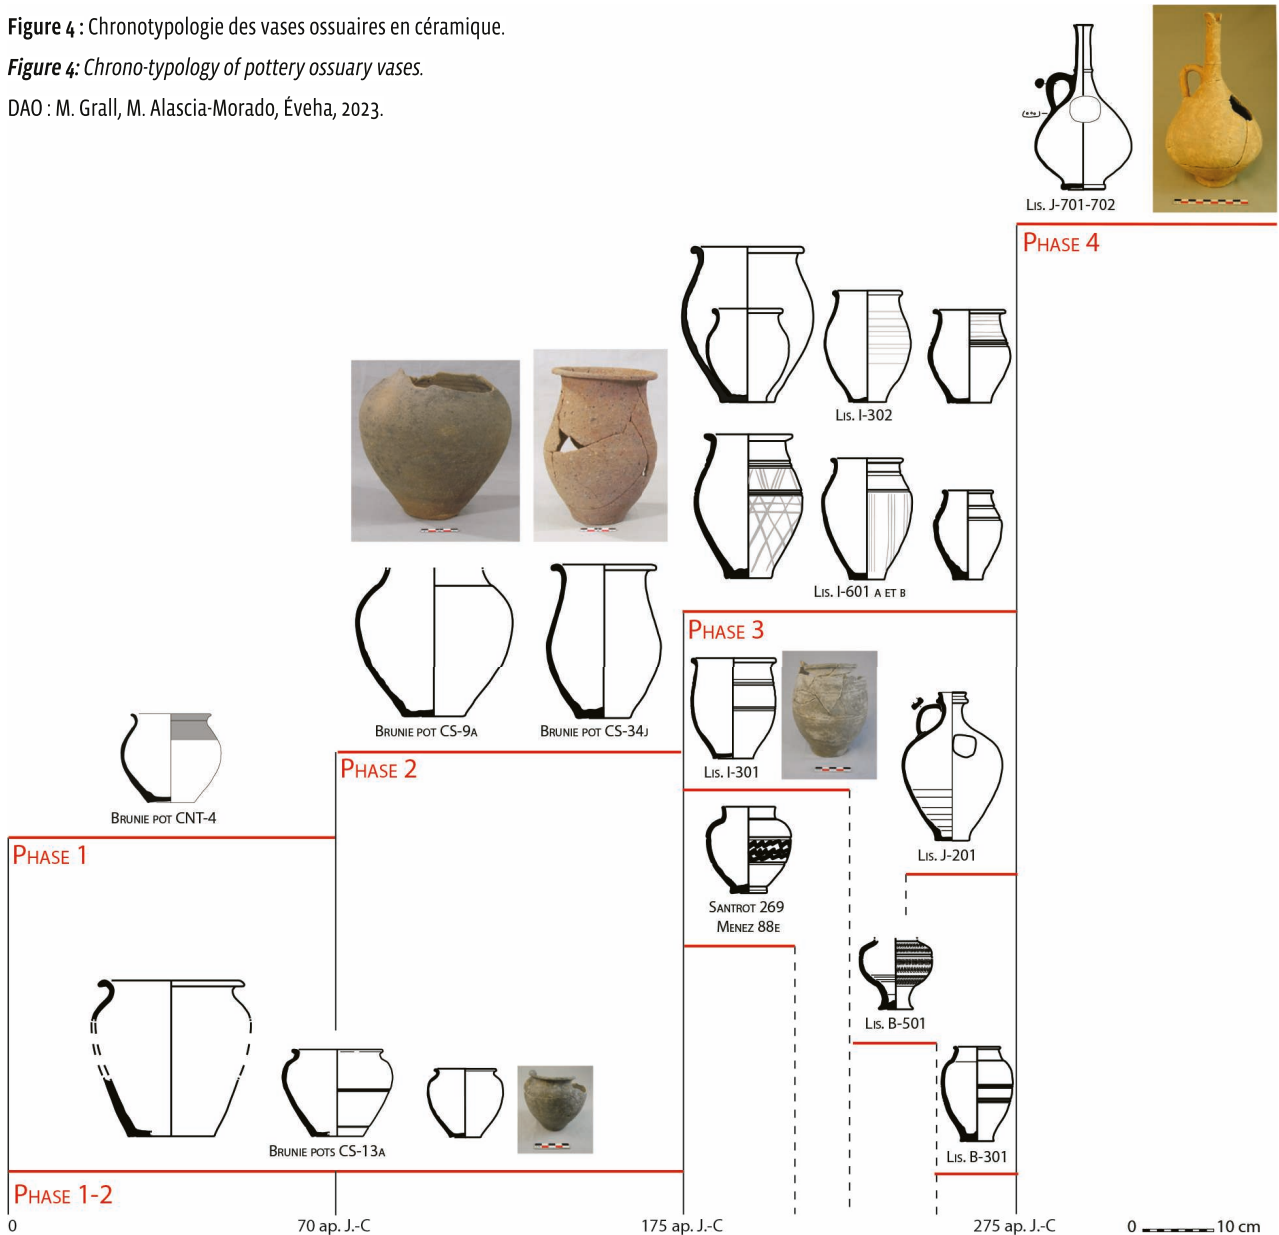 Figure 4 : Chronotypologie des vases ossuaires en céramique.
Figure 4: Chrono-typology of pottery ossuary vases.
DAO : M. Grall, M. Alascia-Morado, Éveha, 2023.
Lis. J-701-702
Phase 4
Lis. I-302
Lis. I-601 a et b
Phase 3
Brunie pot CS-9a
Brunie pot CS-34j
Lis. I-301
Phase 2
Brunie pot CNT-4
Phase 1
Lis. J-201
Santrot 269
Menez 88e
Lis. B-501
Brunie pots CS-13a
Lis. B-301
Phase 1-2
0
70 ap. J.-C
175 ap. J.-C
275 ap. J.-C
0
10 cm